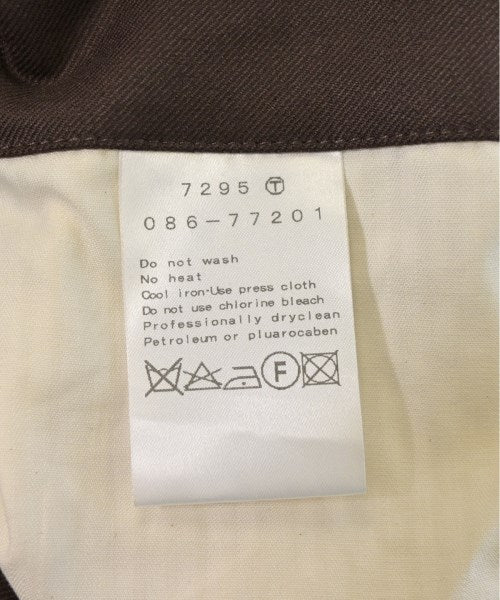 7295 Ⓣ
086-77201
Do not wash
No heat
Cool iron·Use press cloth
Do not use chlorine bleach
Professionally dryclean
Petroleum or pluarocaben
F